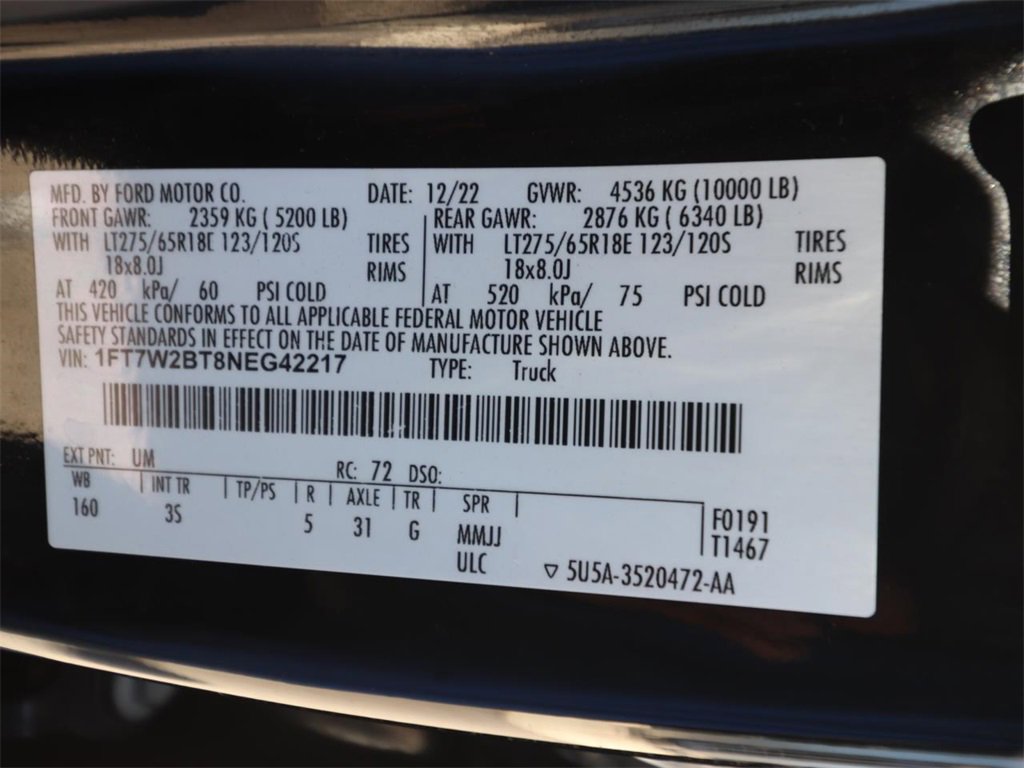 MFD. BY FORD MOTOR CO. DATE: 12/22 GVWR: 4536 KG (10000 LB)
FRONT GAWR: 2359 KG ( 5200 LB) REAR GAWR: 2876 KG ( 6340 LB)
WITH LT275/65R18E 123/120S TIRES WITH LT275/65R18E 123/120S TIRES
18x8.0J RIMS 18x8.0J RIMS
AT 420 kPa/ 60 PSI COLD AT 520 kPa/ 75 PSI COLD
THIS VEHICLE CONFORMS TO ALL APPLICABLE FEDERAL MOTOR VEHICLE
SAFETY STANDARDS IN EFFECT ON THE DATE OF MANUFACTURE SHOWN ABOVE.
VIN: 1FT7W2BT8NEG42217 TYPE: Truck
EXT PNT: UM RC: 72 DSO:
WB INT TR TP/PS R AXLE TR SPR
160 3S 5 31 G MMJJ F0191
ULC T1467
▽ 5U5A-3520472-AA